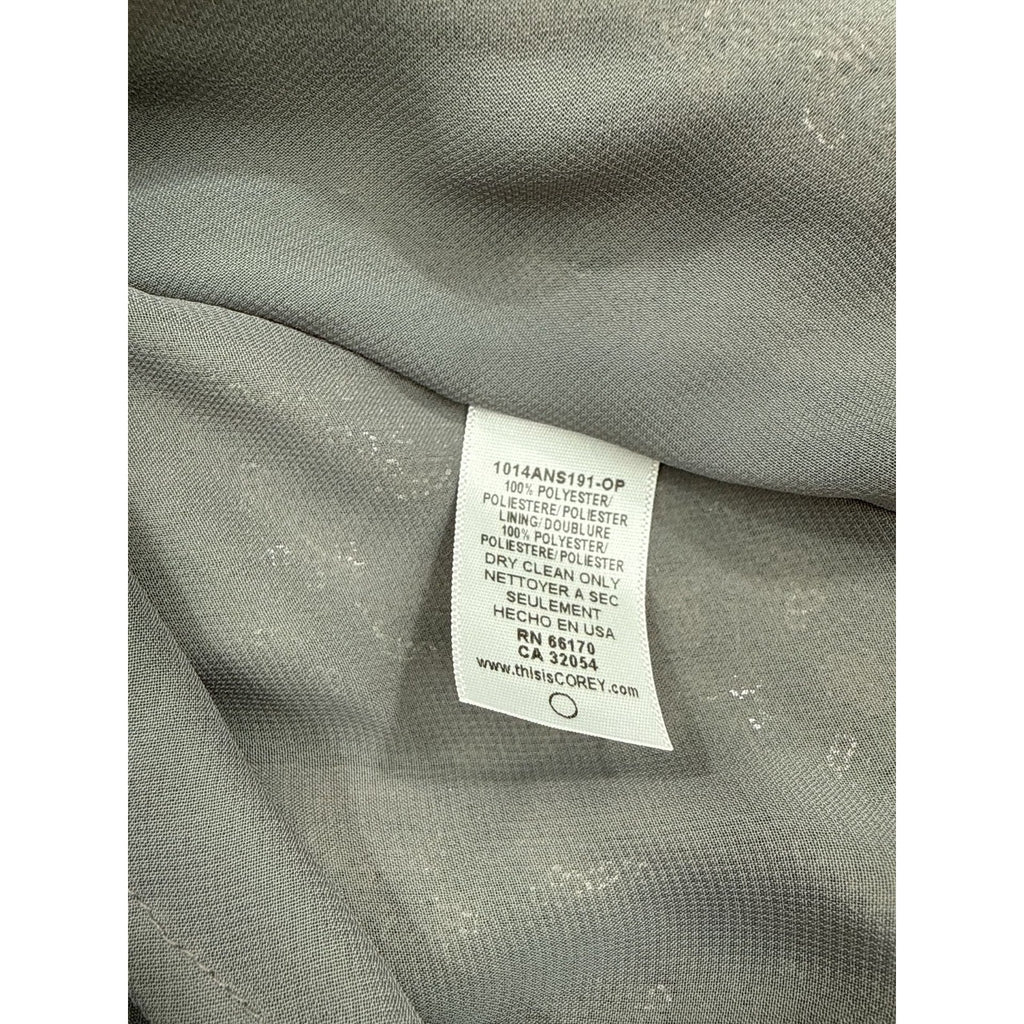 1014ANS191-OP
100% POLYESTER/
POLIESTERE/POLIESTER
LINING/DOUBLURE
100% POLYESTER/
POLIESTERE/POLIESTER
DRY CLEAN ONLY
NETTOYER A SEC
SEULEMENT
HECHO EN USA
RN 66170
CA 32054
www.thisisCOREY.com